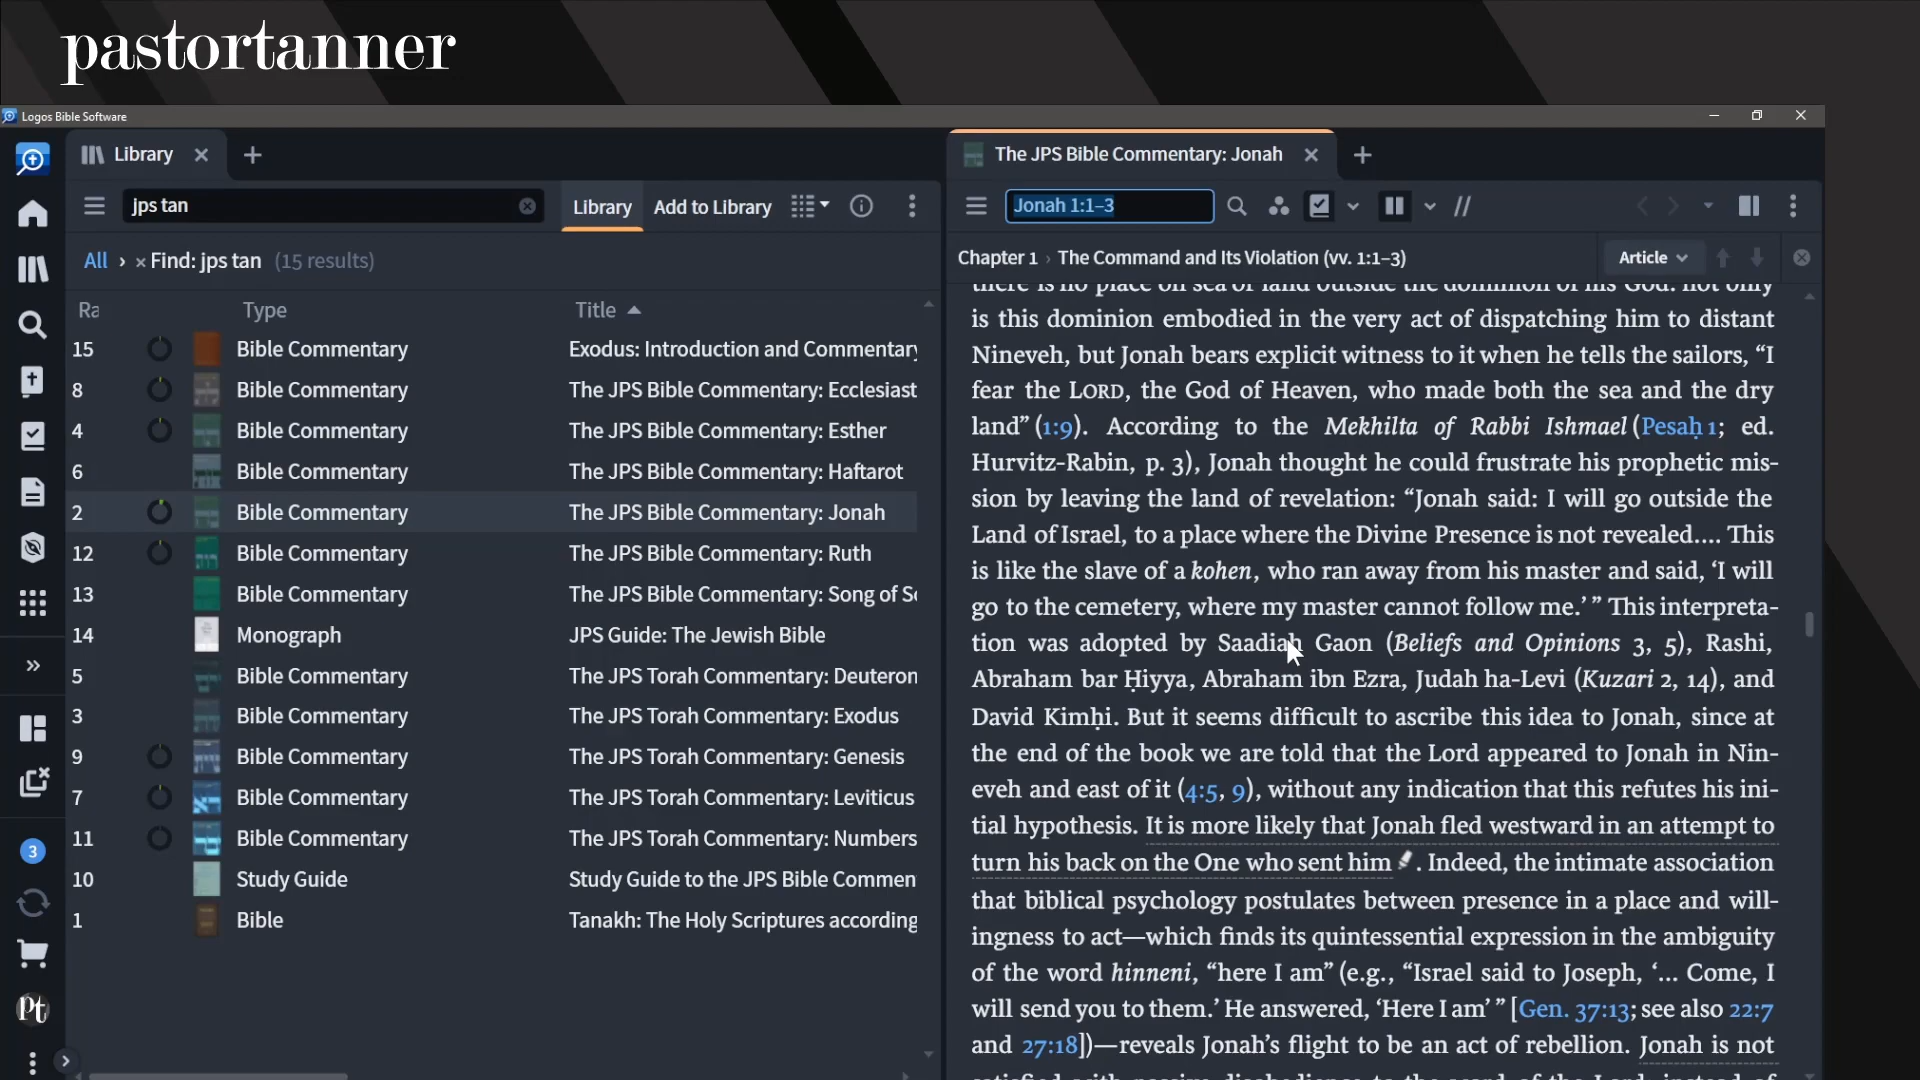 pastortanner
Logos Bible Software
Library
The JPS Bible Commentary: Jonah
jps tan
Library
Add to Library
Jonah 1:1–3
All › × Find: jps tan (15 results)
Chapter 1 › The Command and Its Violation (vv. 1:1–3)
Article
Ra Type Title
15 Bible Commentary Exodus: Introduction and Commentary
8 Bible Commentary The JPS Bible Commentary: Ecclesiast
4 Bible Commentary The JPS Bible Commentary: Esther
6 Bible Commentary The JPS Bible Commentary: Haftarot
2 Bible Commentary The JPS Bible Commentary: Jonah
12 Bible Commentary The JPS Bible Commentary: Ruth
13 Bible Commentary The JPS Bible Commentary: Song of So
14 Monograph JPS Guide: The Jewish Bible
5 Bible Commentary The JPS Torah Commentary: Deuteron
3 Bible Commentary The JPS Torah Commentary: Exodus
9 Bible Commentary The JPS Torah Commentary: Genesis
7 Bible Commentary The JPS Torah Commentary: Leviticus
11 Bible Commentary The JPS Torah Commentary: Numbers
10 Study Guide Study Guide to the JPS Bible Commen
1 Bible Tanakh: The Holy Scriptures according
3
Pt
there is no place on sea or land outside the dominion of his God: not only
is this dominion embodied in the very act of dispatching him to distant
Nineveh, but Jonah bears explicit witness to it when he tells the sailors, “I
fear the LORD, the God of Heaven, who made both the sea and the dry
land” (1:9). According to the Mekhilta of Rabbi Ishmael (Pesaḥ 1; ed.
Hurvitz-Rabin, p. 3), Jonah thought he could frustrate his prophetic mis-
sion by leaving the land of revelation: “Jonah said: I will go outside the
Land of Israel, to a place where the Divine Presence is not revealed.… This
is like the slave of a kohen, who ran away from his master and said, ‘I will
go to the cemetery, where my master cannot follow me.’ ” This interpreta-
tion was adopted by Saadiah Gaon (Beliefs and Opinions 3, 5), Rashi,
Abraham bar Ḥiyya, Abraham ibn Ezra, Judah ha-Levi (Kuzari 2, 14), and
David Kimḥi. But it seems difficult to ascribe this idea to Jonah, since at
the end of the book we are told that the Lord appeared to Jonah in Nin-
eveh and east of it (4:5, 9), without any indication that this refutes his ini-
tial hypothesis. It is more likely that Jonah fled westward in an attempt to
turn his back on the One who sent him. Indeed, the intimate association
that biblical psychology postulates between presence in a place and will-
ingness to act—which finds its quintessential expression in the ambiguity
of the word hinneni, “here I am” (e.g., “Israel said to Joseph, ‘… Come, I
will send you to them.’ He answered, ‘Here I am’ ” [Gen. 37:13; see also 22:7
and 27:18])—reveals Jonah’s flight to be an act of rebellion. Jonah is not